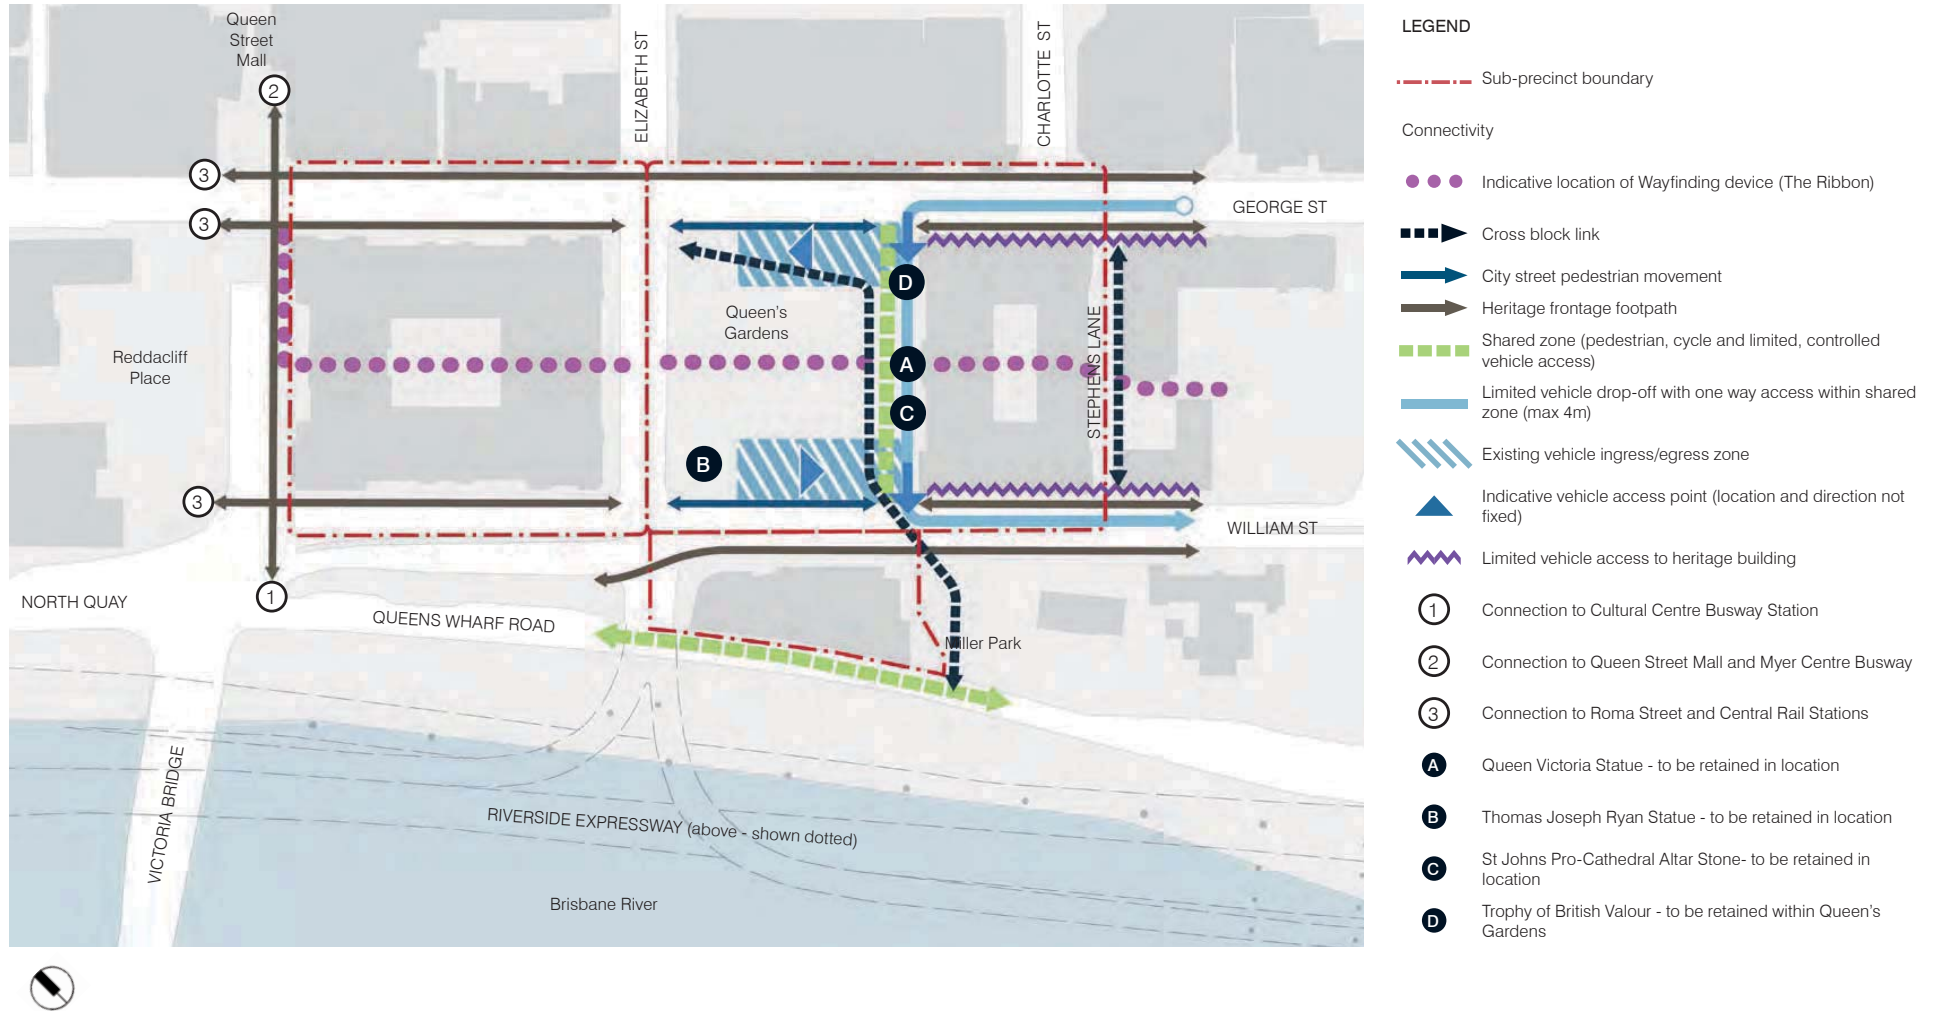 Queen
Street
Mall
2
ELIZABETH ST
CHARLOTTE ST
3
3
GEORGE ST
D
Queen's
Gardens
Reddacliff
Place
A
STEPHENS LANE
C
B
3
WILLIAM ST
1
NORTH QUAY
QUEENS WHARF ROAD
Miller Park
VICTORIA BRIDGE
RIVERSIDE EXPRESSWAY (above - shown dotted)
Brisbane River
LEGEND
Sub-precinct boundary
Connectivity
Indicative location of Wayfinding device (The Ribbon)
Cross block link
City street pedestrian movement
Heritage frontage footpath
Shared zone (pedestrian, cycle and limited, controlled
vehicle access)
Limited vehicle drop-off with one way access within shared
zone (max 4m)
Existing vehicle ingress/egress zone
Indicative vehicle access point (location and direction not
fixed)
Limited vehicle access to heritage building
1 Connection to Cultural Centre Busway Station
2 Connection to Queen Street Mall and Myer Centre Busway
3 Connection to Roma Street and Central Rail Stations
A Queen Victoria Statue - to be retained in location
B Thomas Joseph Ryan Statue - to be retained in location
C St Johns Pro-Cathedral Altar Stone- to be retained in
location
D Trophy of British Valour - to be retained within Queen's
Gardens